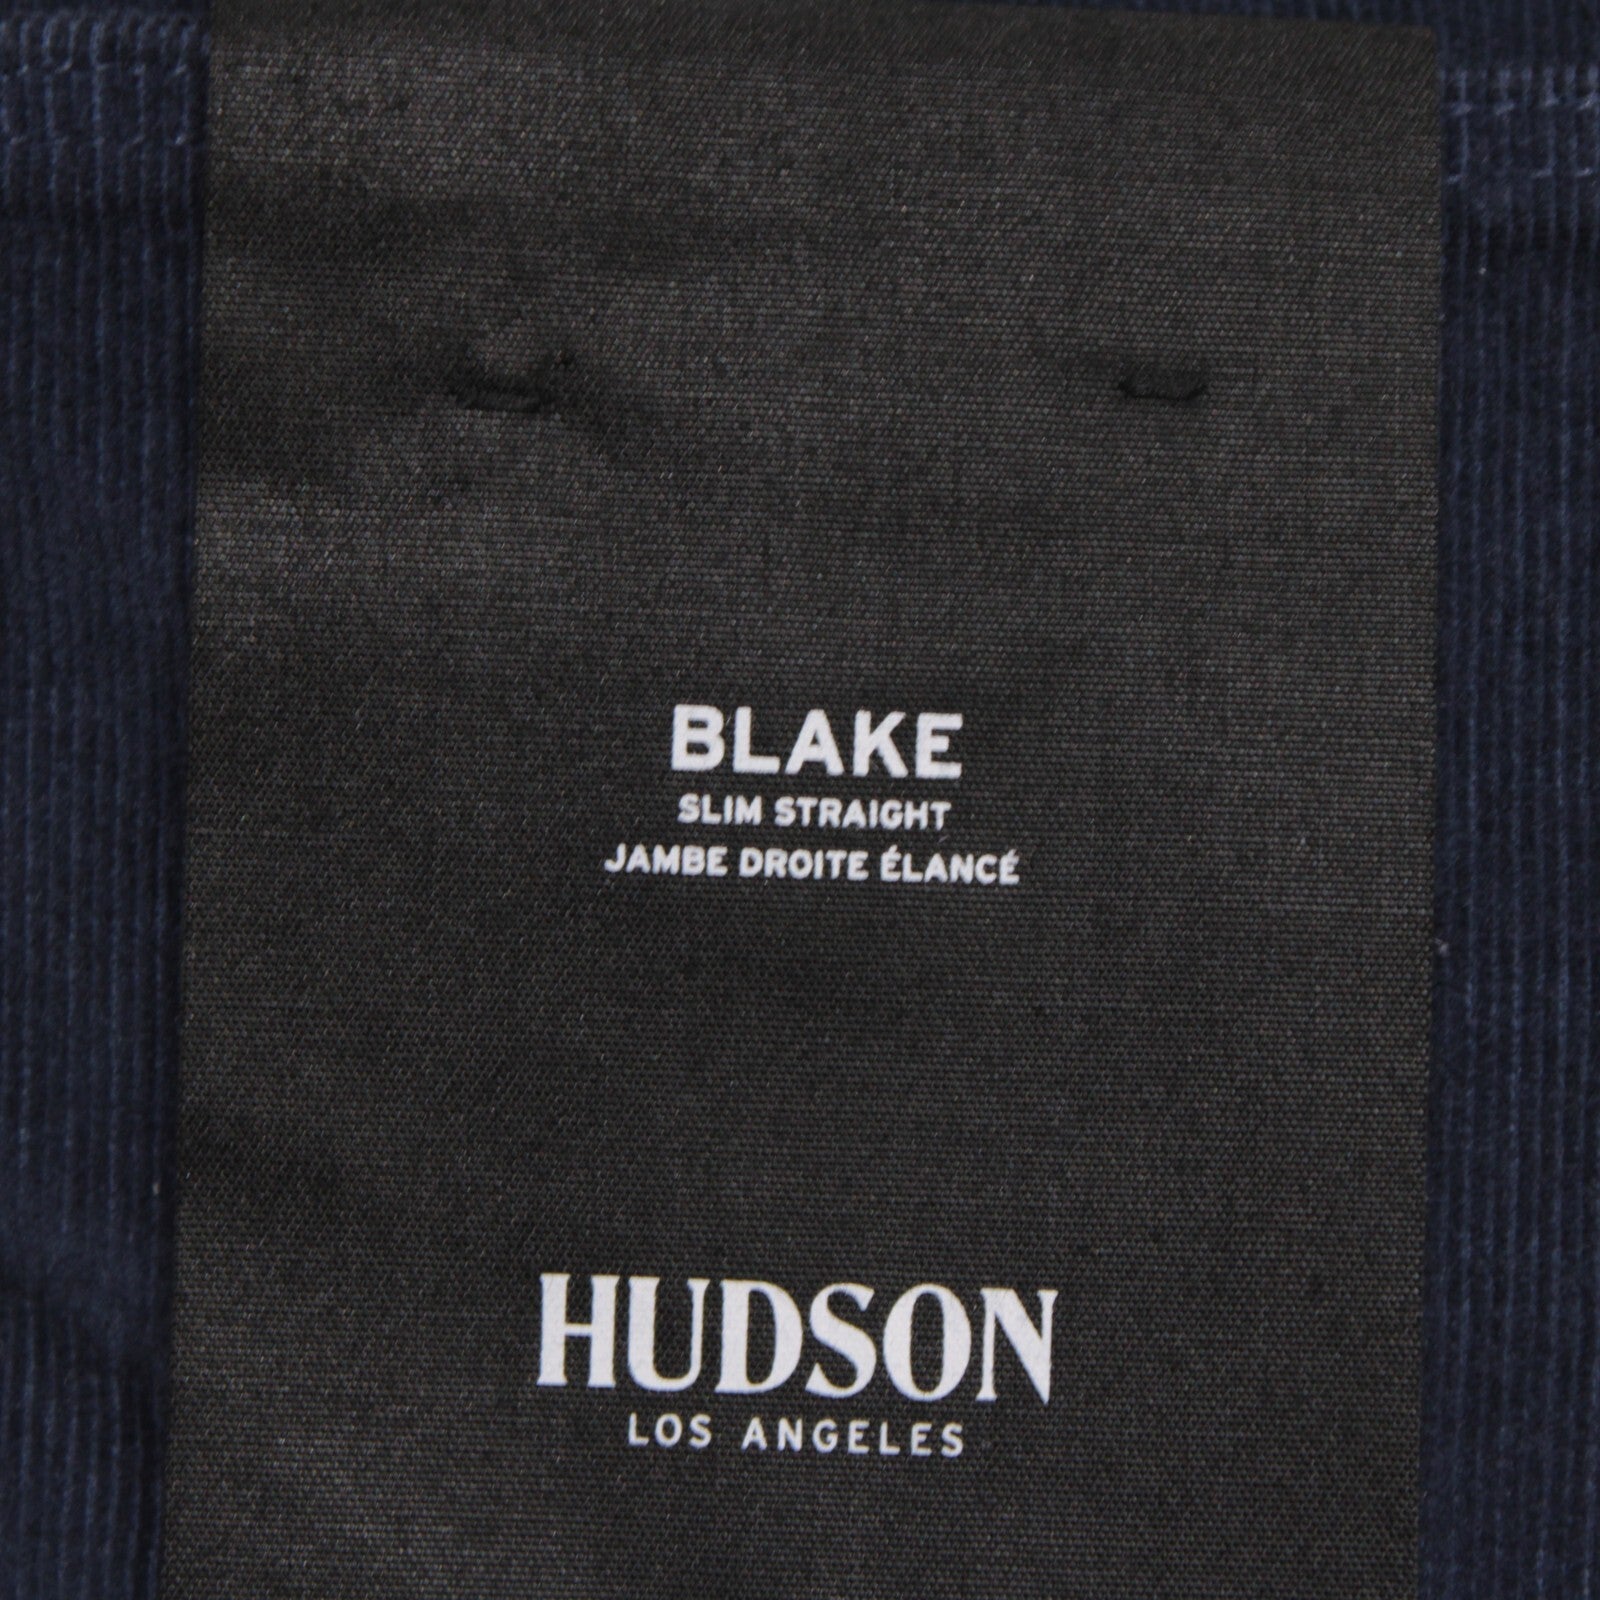 BLAKE
SLIM STRAIGHT
JAMBE DROITE ÉLANCÉ
HUDSON
LOS ANGELES